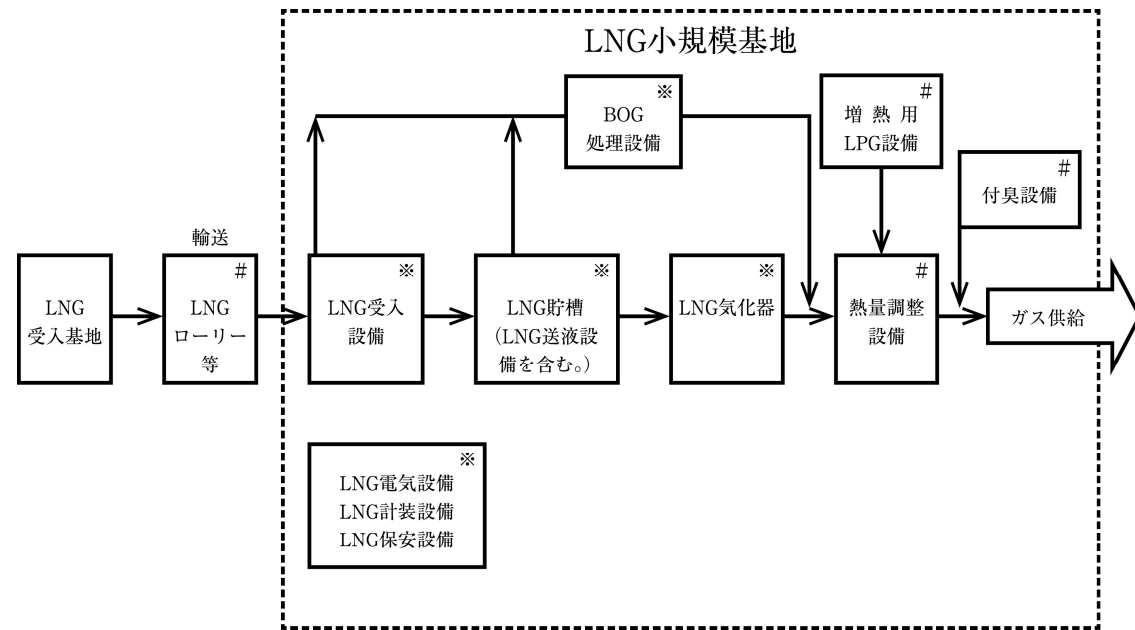 LNG小規模基地
※
BOG
処理設備
#
増熱用
LPG設備
#
付臭設備
輸送
LNG
受入基地
#
LNG
ローリー
等
※
LNG受入
設備
※
LNG貯槽
(LNG送液設
備を含む。)
※
LNG気化器
#
熱量調整
設備
ガス供給
※
LNG電気設備
LNG計装設備
LNG保安設備